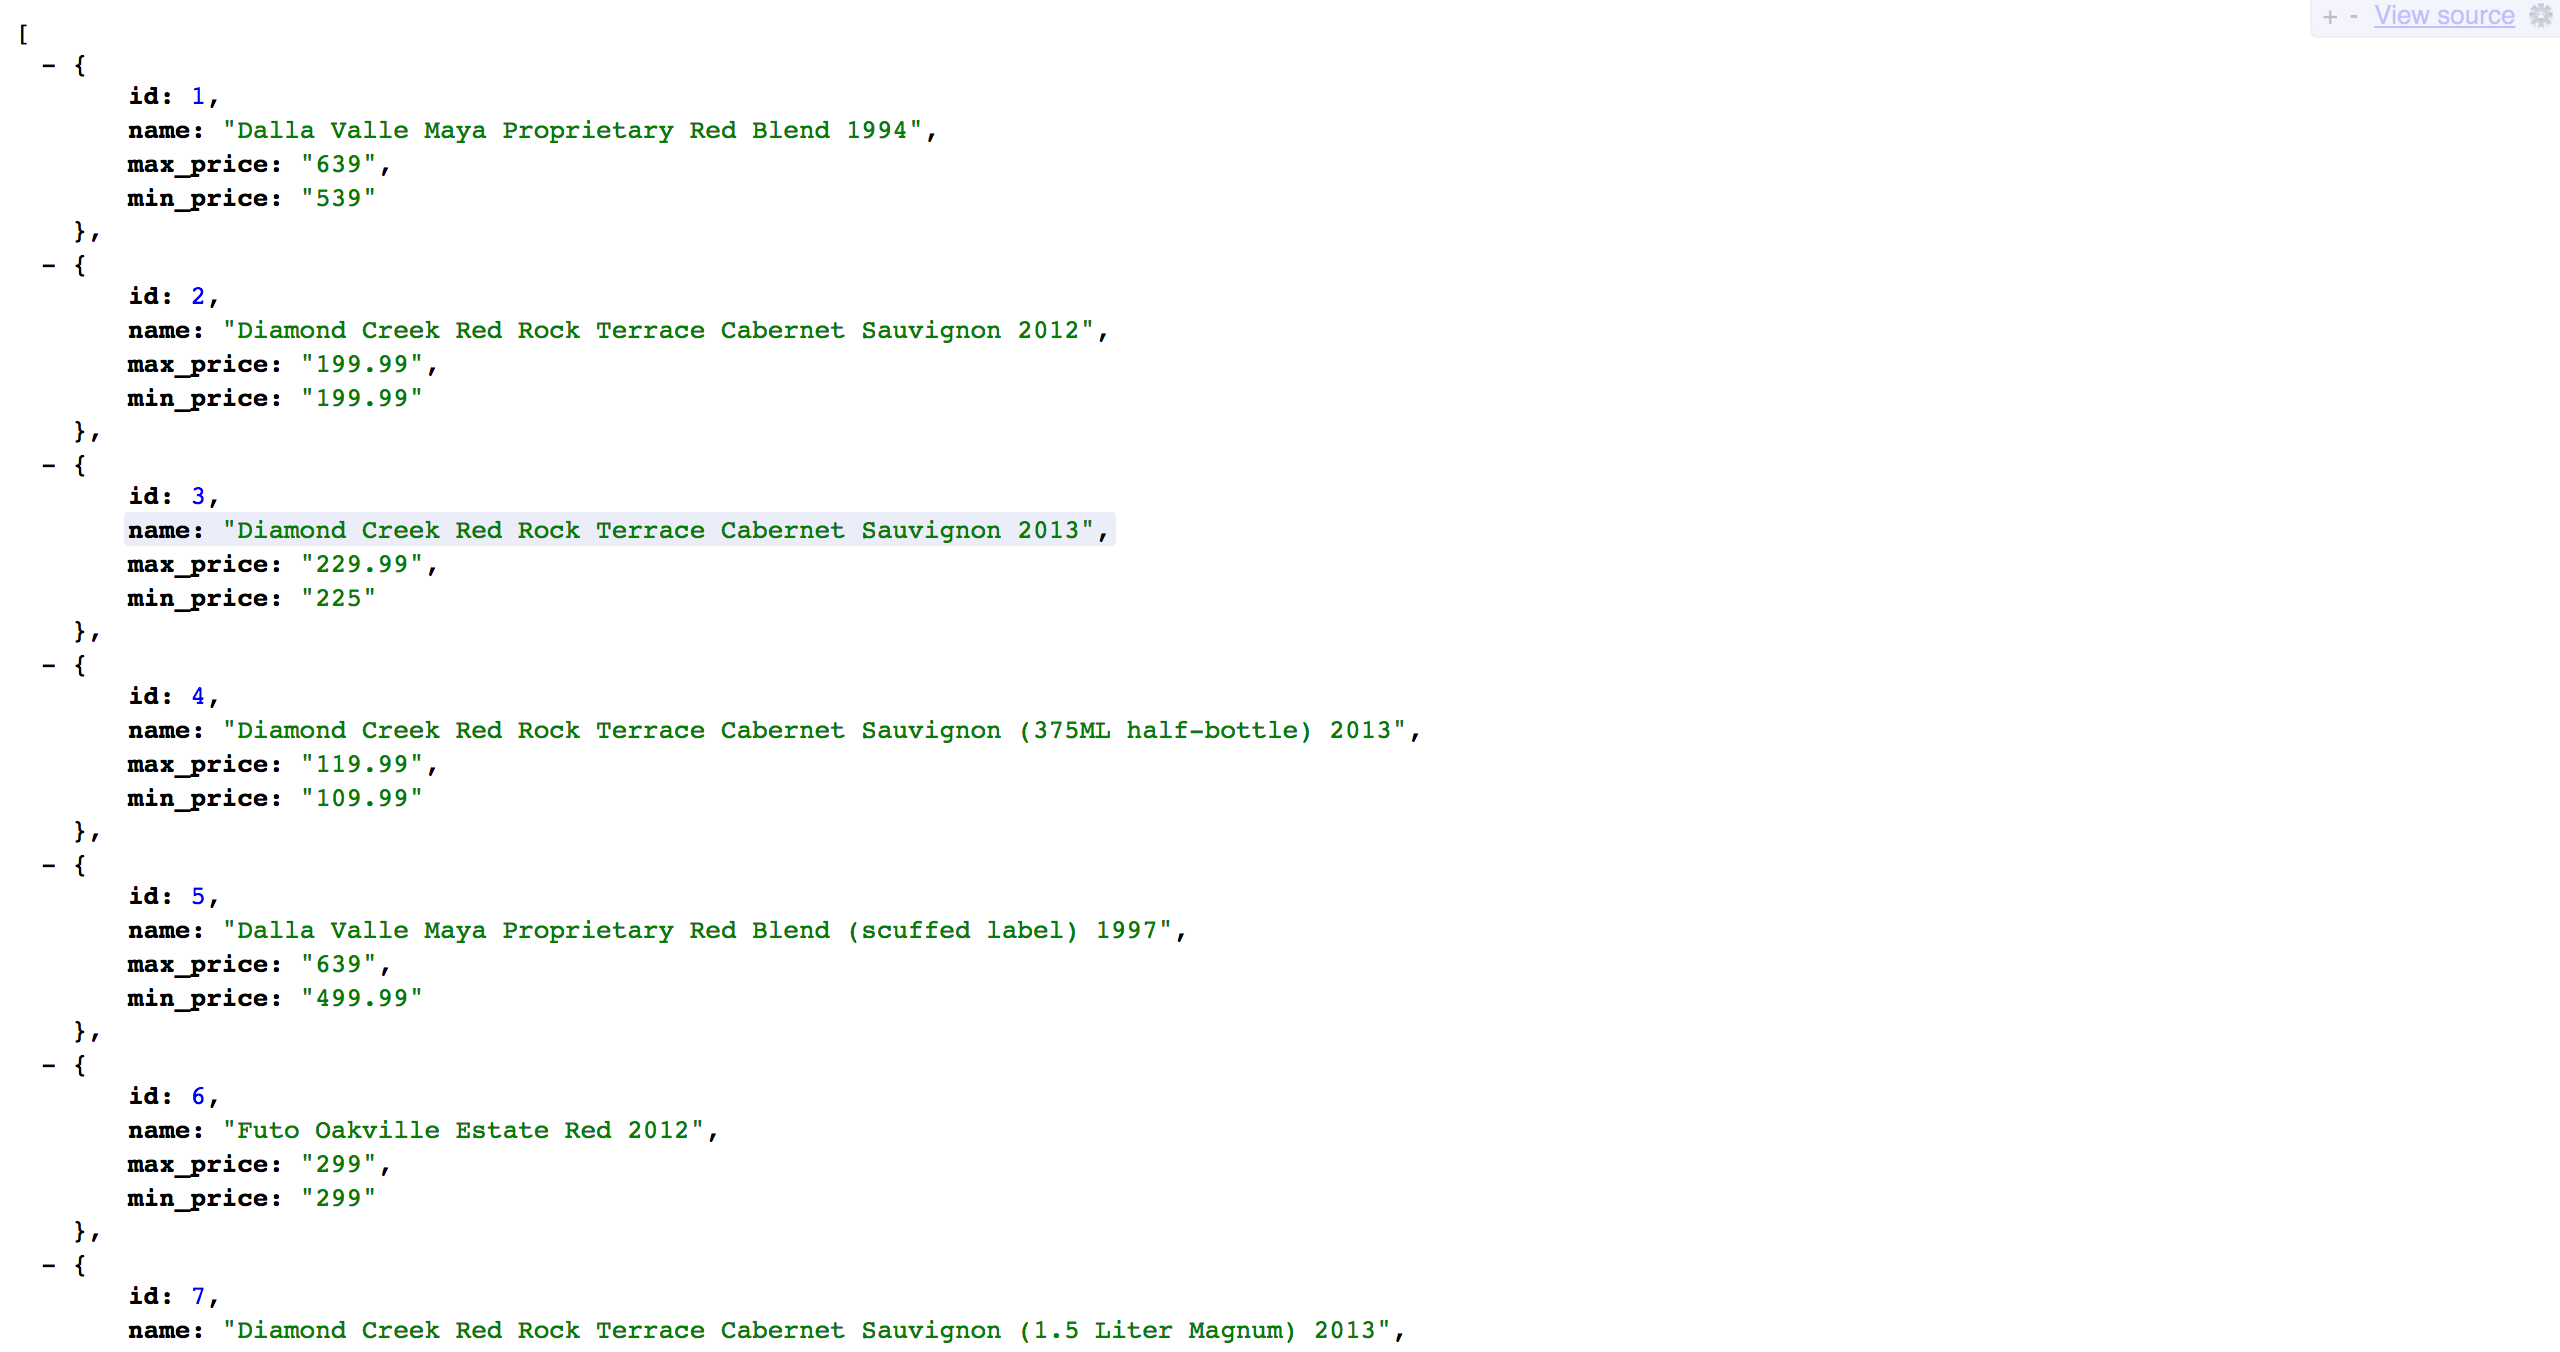 + - View source
[
- {
id: 1,
name: "Dalla Valle Maya Proprietary Red Blend 1994",
max_price: "639",
min_price: "539"
},
- {
id: 2,
name: "Diamond Creek Red Rock Terrace Cabernet Sauvignon 2012",
max_price: "199.99",
min_price: "199.99"
},
- {
id: 3,
name: "Diamond Creek Red Rock Terrace Cabernet Sauvignon 2013",
max_price: "229.99",
min_price: "225"
},
- {
id: 4,
name: "Diamond Creek Red Rock Terrace Cabernet Sauvignon (375ML half-bottle) 2013",
max_price: "119.99",
min_price: "109.99"
},
- {
id: 5,
name: "Dalla Valle Maya Proprietary Red Blend (scuffed label) 1997",
max_price: "639",
min_price: "499.99"
},
- {
id: 6,
name: "Futo Oakville Estate Red 2012",
max_price: "299",
min_price: "299"
},
- {
id: 7,
name: "Diamond Creek Red Rock Terrace Cabernet Sauvignon (1.5 Liter Magnum) 2013",